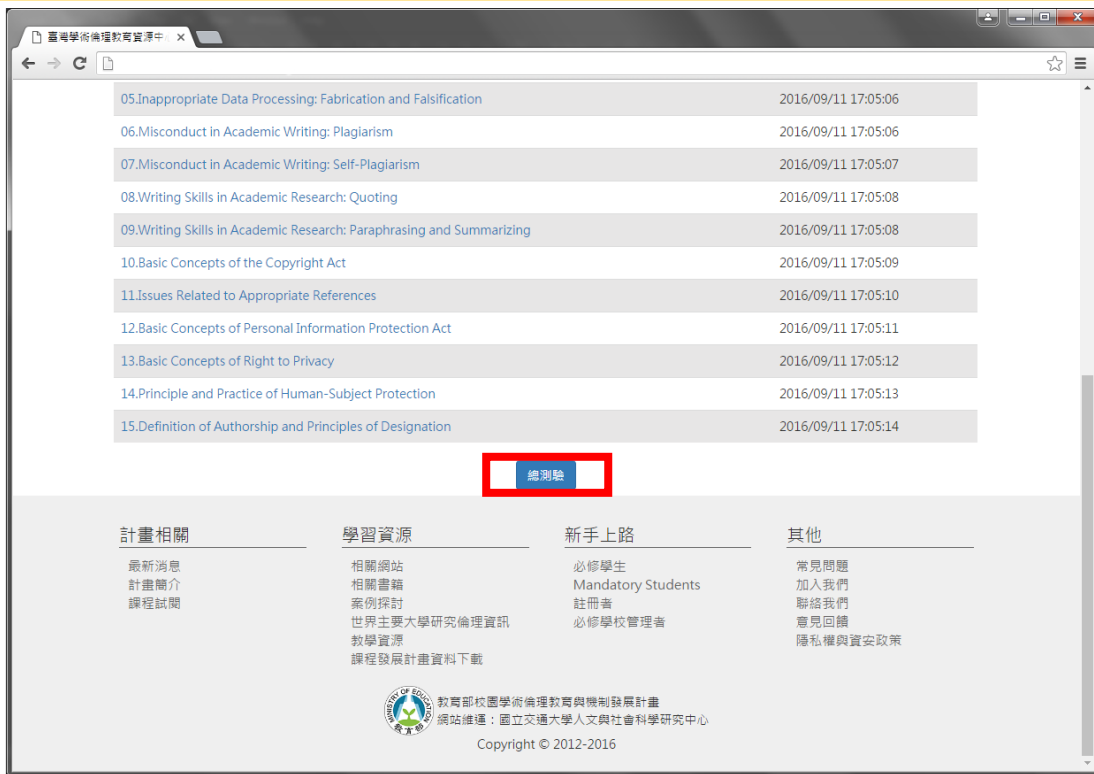 臺灣學術倫理教育資源中
05.Inappropriate Data Processing: Fabrication and Falsification 2016/09/11 17:05:06
06.Misconduct in Academic Writing: Plagiarism 2016/09/11 17:05:06
07.Misconduct in Academic Writing: Self-Plagiarism 2016/09/11 17:05:07
08.Writing Skills in Academic Research: Quoting 2016/09/11 17:05:08
09.Writing Skills in Academic Research: Paraphrasing and Summarizing 2016/09/11 17:05:08
10.Basic Concepts of the Copyright Act 2016/09/11 17:05:09
11.Issues Related to Appropriate References 2016/09/11 17:05:10
12.Basic Concepts of Personal Information Protection Act 2016/09/11 17:05:11
13.Basic Concepts of Right to Privacy 2016/09/11 17:05:12
14.Principle and Practice of Human-Subject Protection 2016/09/11 17:05:13
15.Definition of Authorship and Principles of Designation 2016/09/11 17:05:14
總測驗
計畫相關
最新消息
計畫簡介
課程試閱
學習資源
相關網站
相關書籍
案例探討
世界主要大學研究倫理資訊
教學資源
課程發展計畫資料下載
新手上路
必修學生
Mandatory Students
註冊者
必修學校管理者
其他
常見問題
加入我們
聯絡我們
意見回饋
隱私權與資安政策
MINISTRY OF EDUCATION
教育部
教育部校園學術倫理教育與機制發展計畫
網站維運：國立交通大學人文與社會科學研究中心
Copyright © 2012-2016